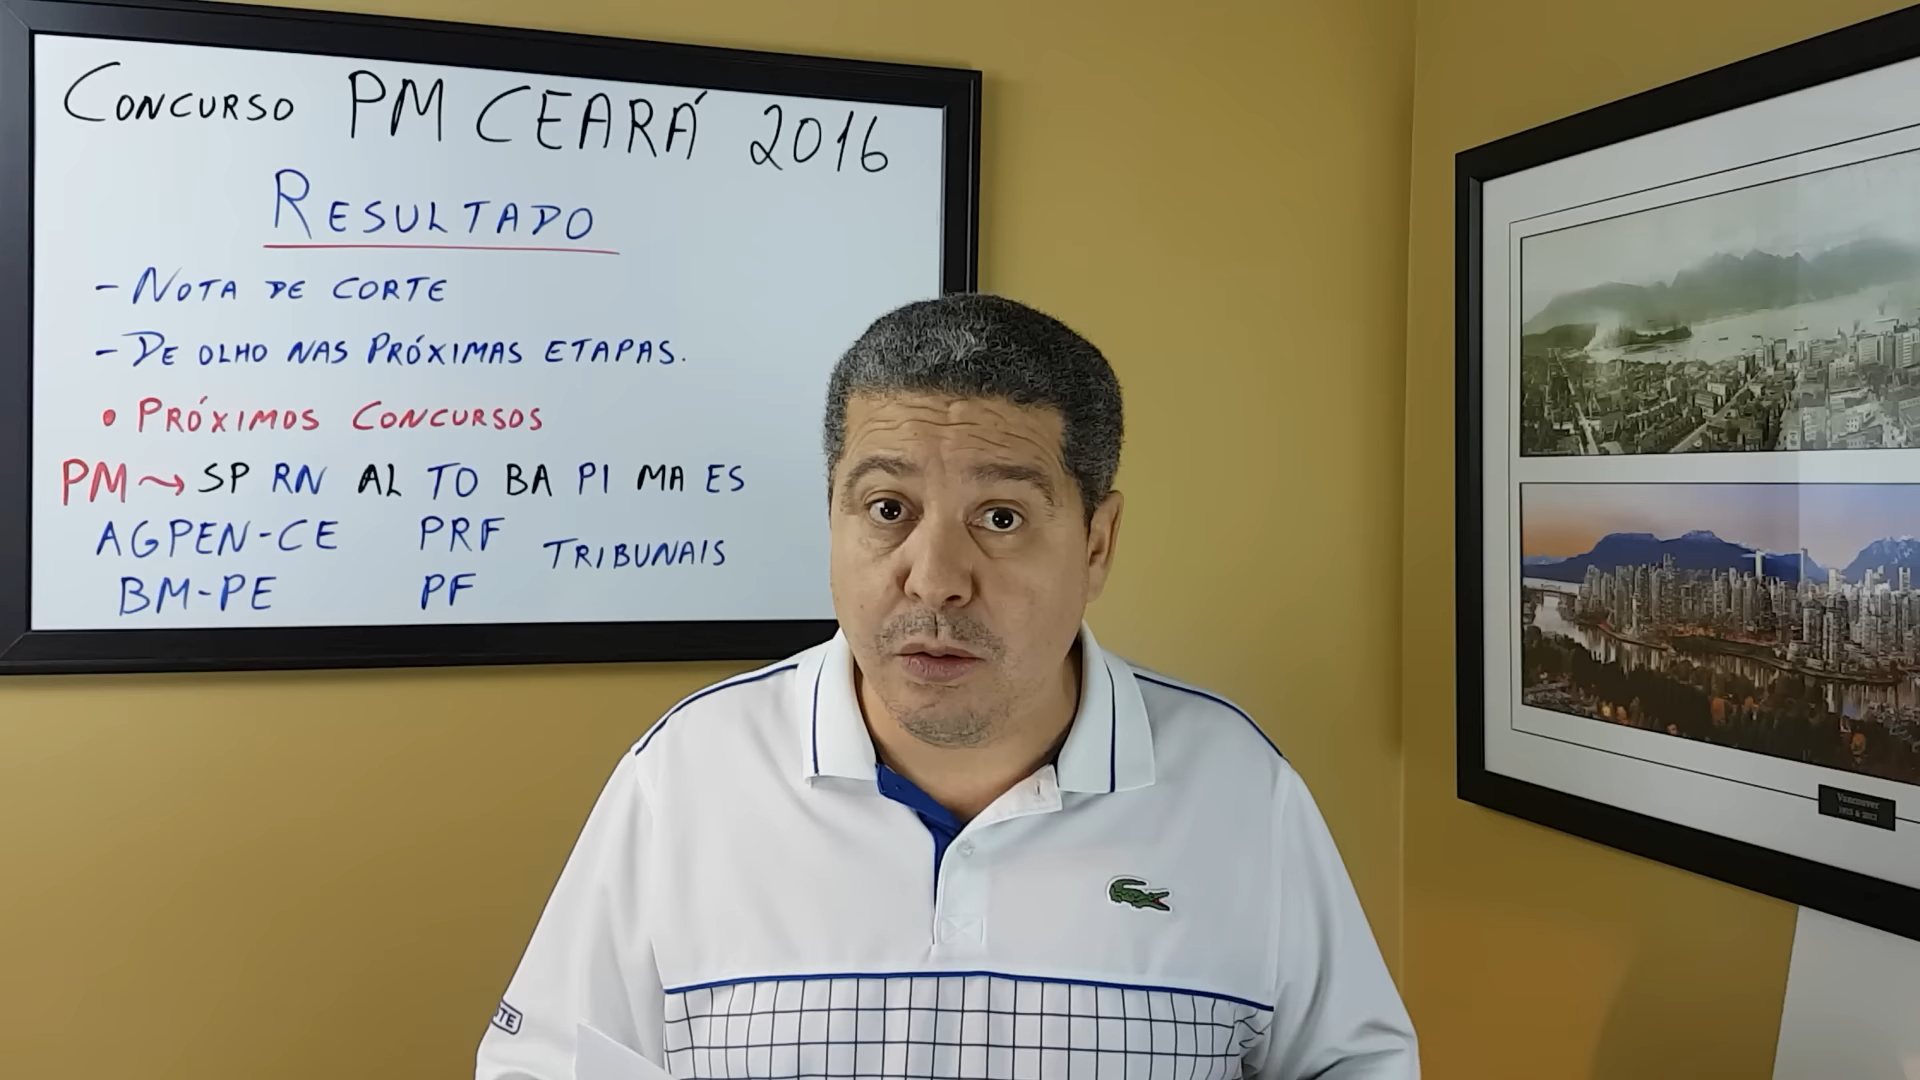 CONCURSO PM CEARÁ 2016
RESULTADO
- NOTA DE CORTE
- DE OLHO NAS PRÓXIMAS ETAPAS.
• PRÓXIMOS CONCURSOS
PM → SP RN AL TO BA PI MA ES
AGPEN-CE PRF TRIBUNAIS
BM-PE PF
Vancouver